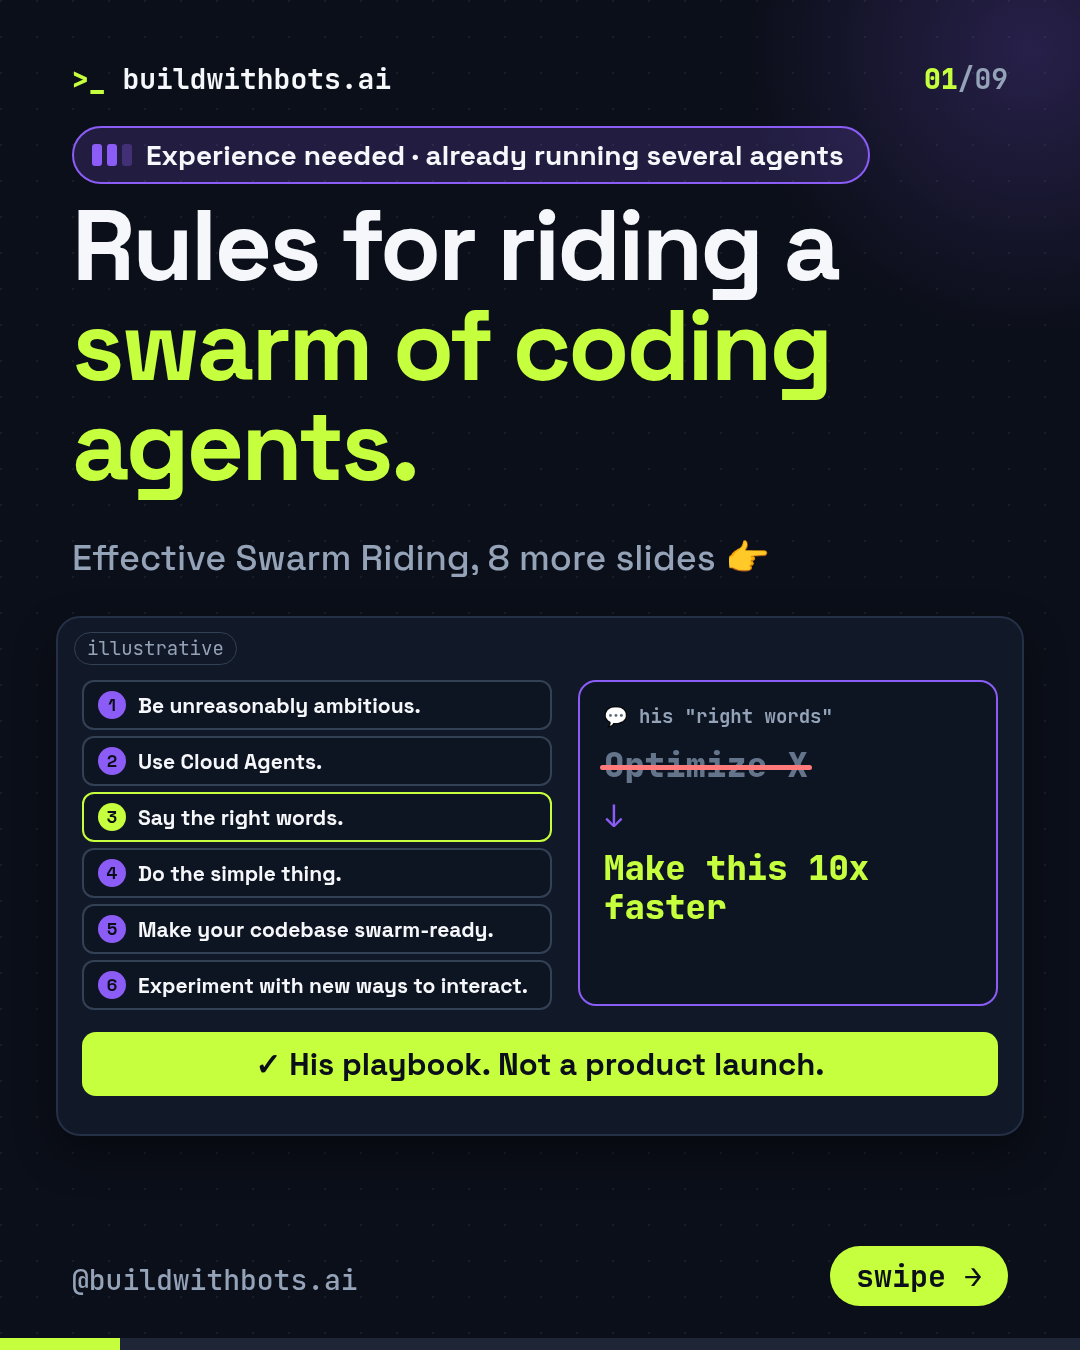 >_ buildwithbots.ai
01/09
Experience needed · already running several agents
Rules for riding a
swarm of coding
agents.
Effective Swarm Riding, 8 more slides 👉
illustrative
1 Be unreasonably ambitious.
2 Use Cloud Agents.
3 Say the right words.
4 Do the simple thing.
5 Make your codebase swarm-ready.
6 Experiment with new ways to interact.
💬 his "right words"
Optimize X
↓
Make this 10x
faster
✓ His playbook. Not a product launch.
@buildwithbots.ai
swipe →